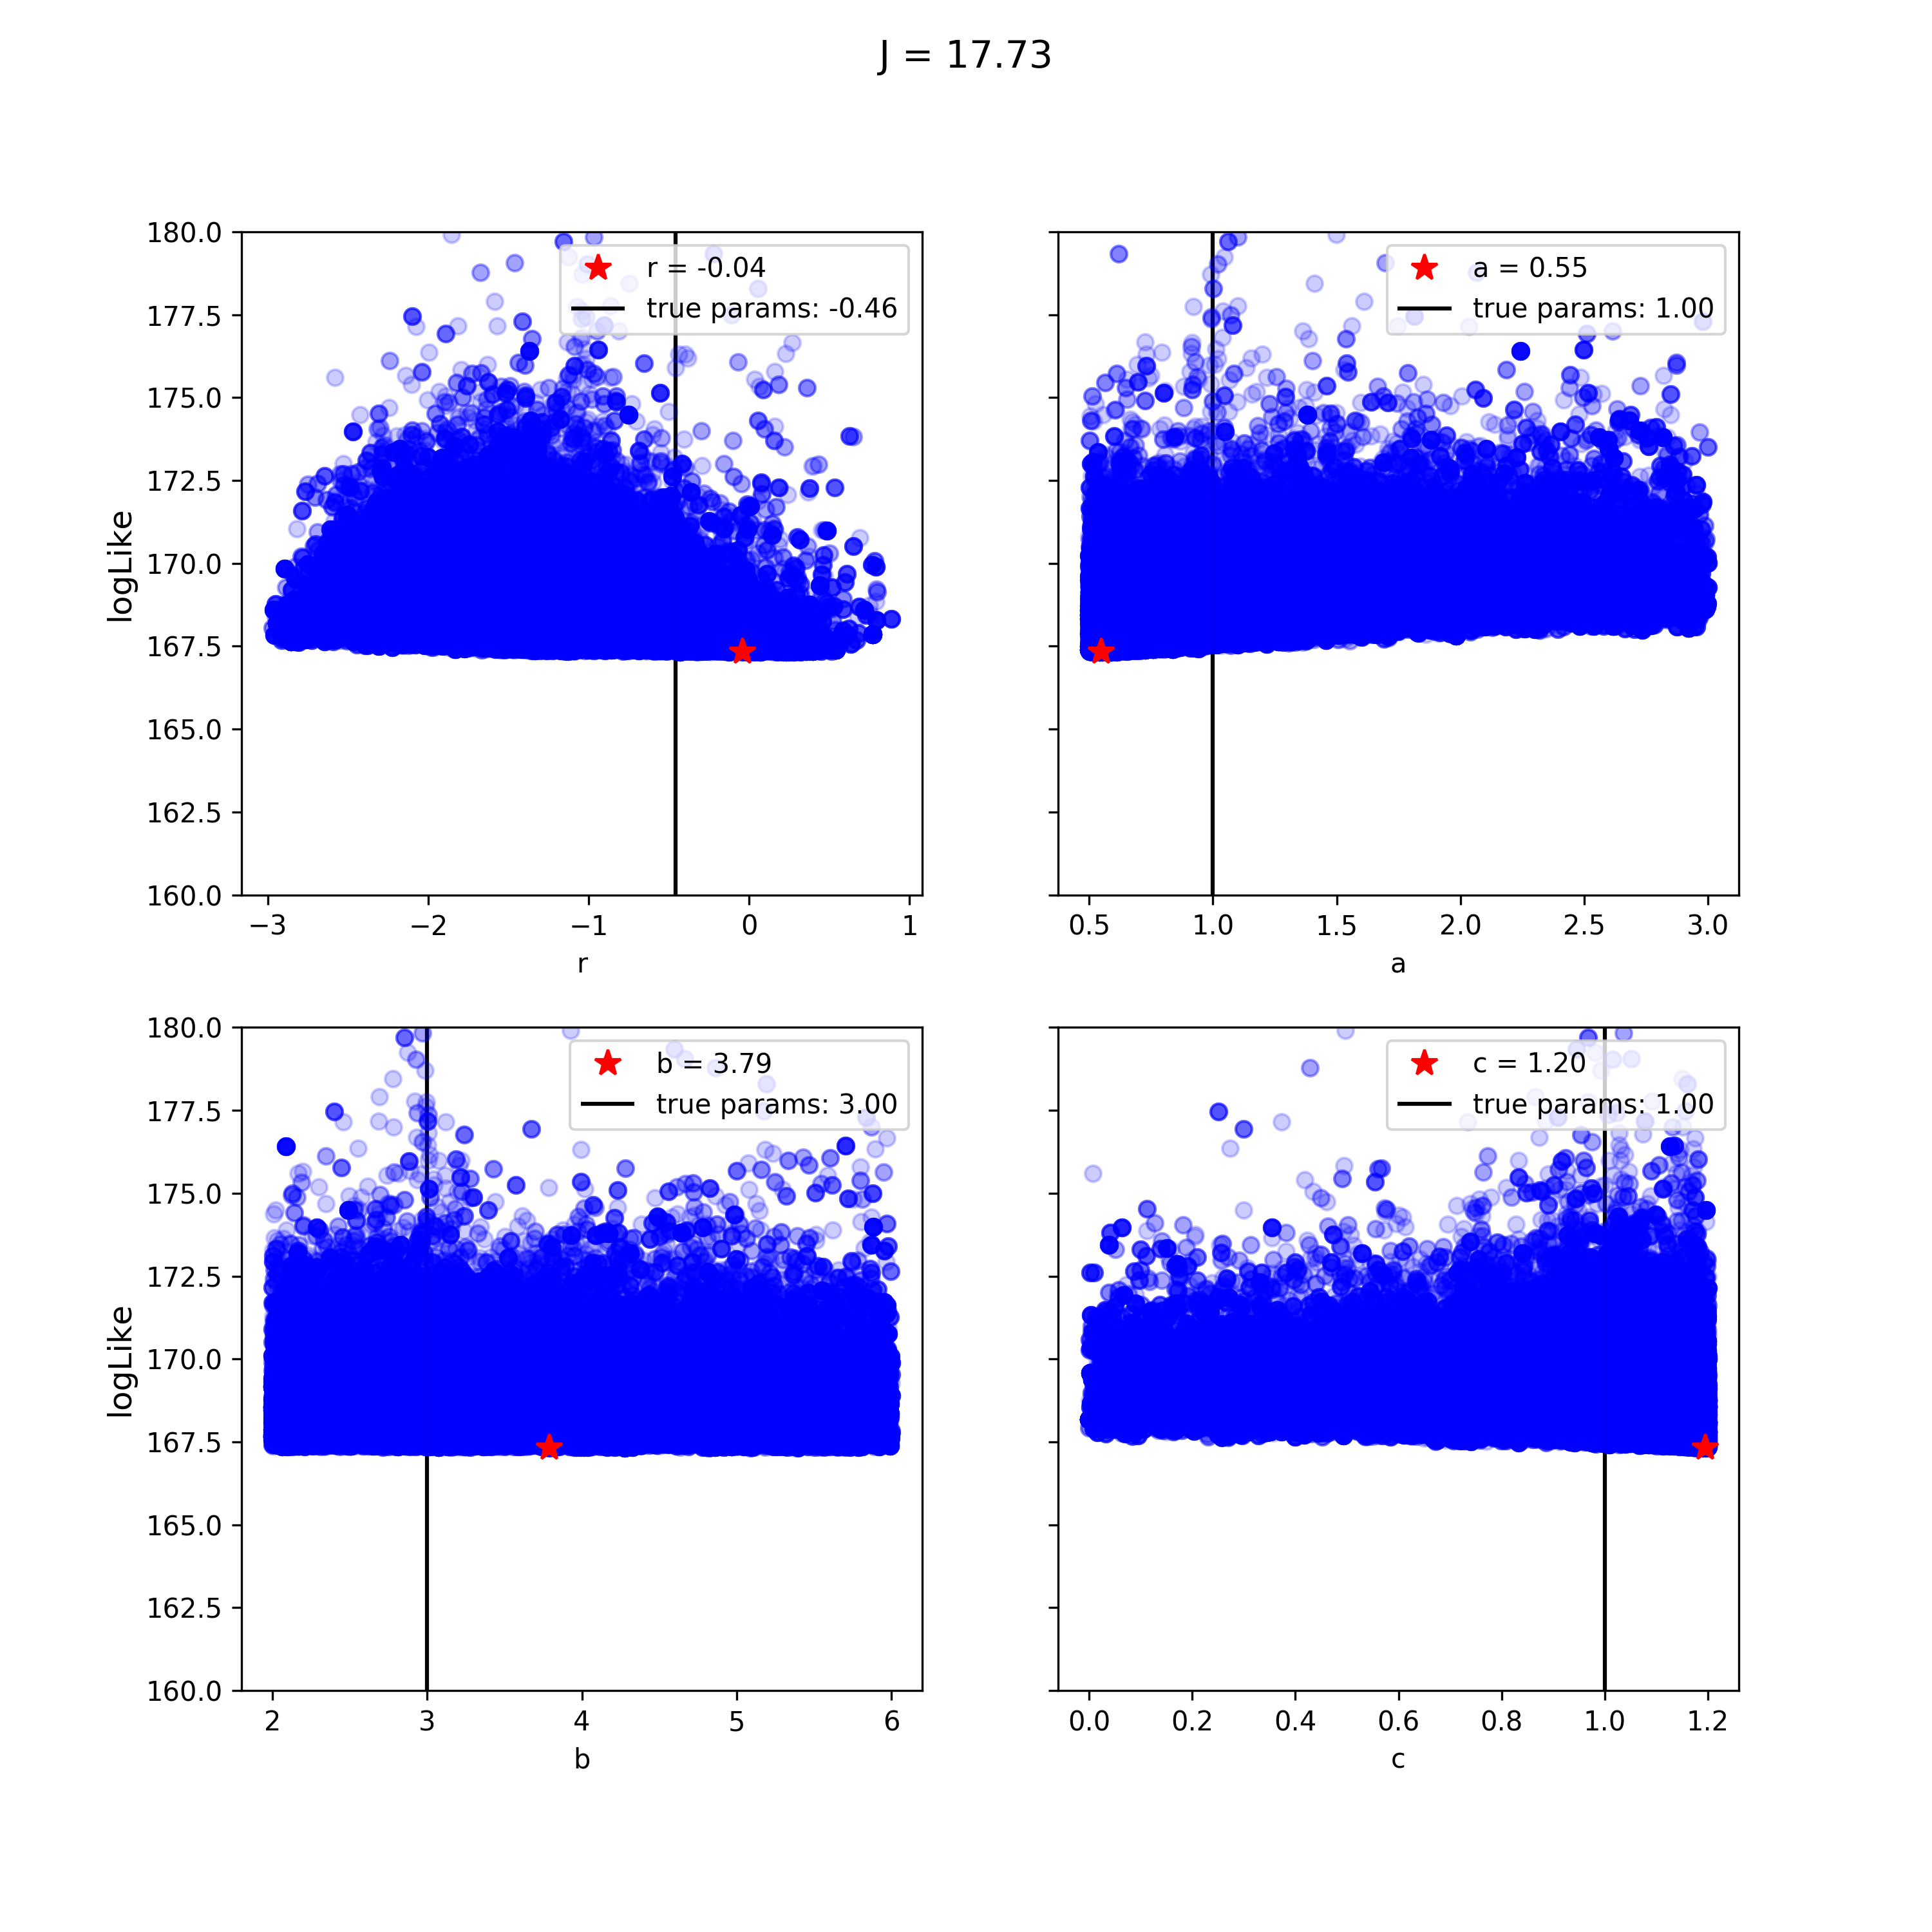 J = 17.73
180.0
177.5
175.0
172.5
170.0
167.5
165.0
162.5
160.0
logLike
r = -0.04
true params: -0.46
−3 −2 −1 0 1
r
a = 0.55
true params: 1.00
0.5 1.0 1.5 2.0 2.5 3.0
a
180.0
177.5
175.0
172.5
170.0
167.5
165.0
162.5
160.0
logLike
b = 3.79
true params: 3.00
2 3 4 5 6
b
c = 1.20
true params: 1.00
0.0 0.2 0.4 0.6 0.8 1.0 1.2
c